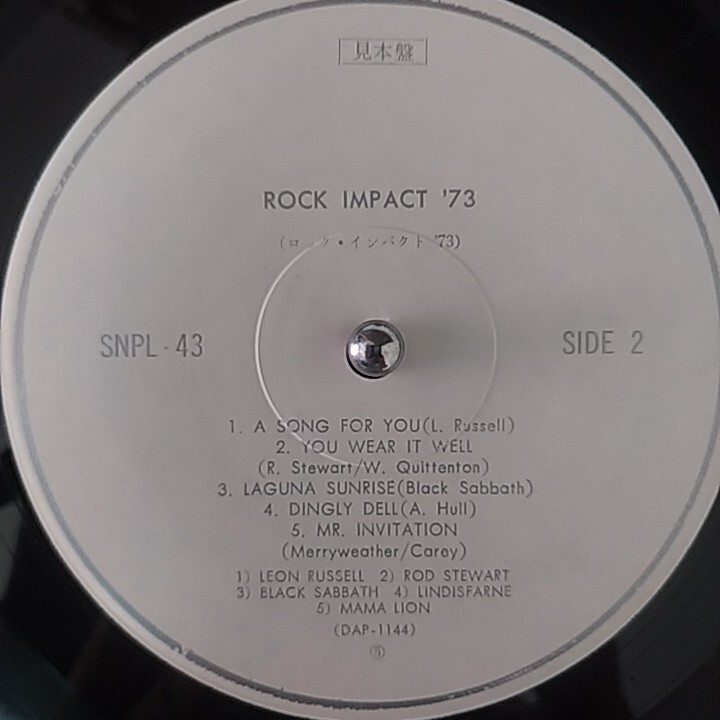 見本盤
ROCK IMPACT '73
(ロック・インパクト '73)
SNPL-43
SIDE 2
1. A SONG FOR YOU(L. Russell)
2. YOU WEAR IT WELL
(R. Stewart/W. Quittenton)
3. LAGUNA SUNRISE(Black Sabbath)
4. DINGLY DELL(A. Hull)
5. MR. INVITATION
(Merryweather/Carey)
1) LEON RUSSELL 2) ROD STEWART
3) BLACK SABBATH 4) LINDISFARNE
5) MAMA LION
(DAP-1144)
Ⓢ